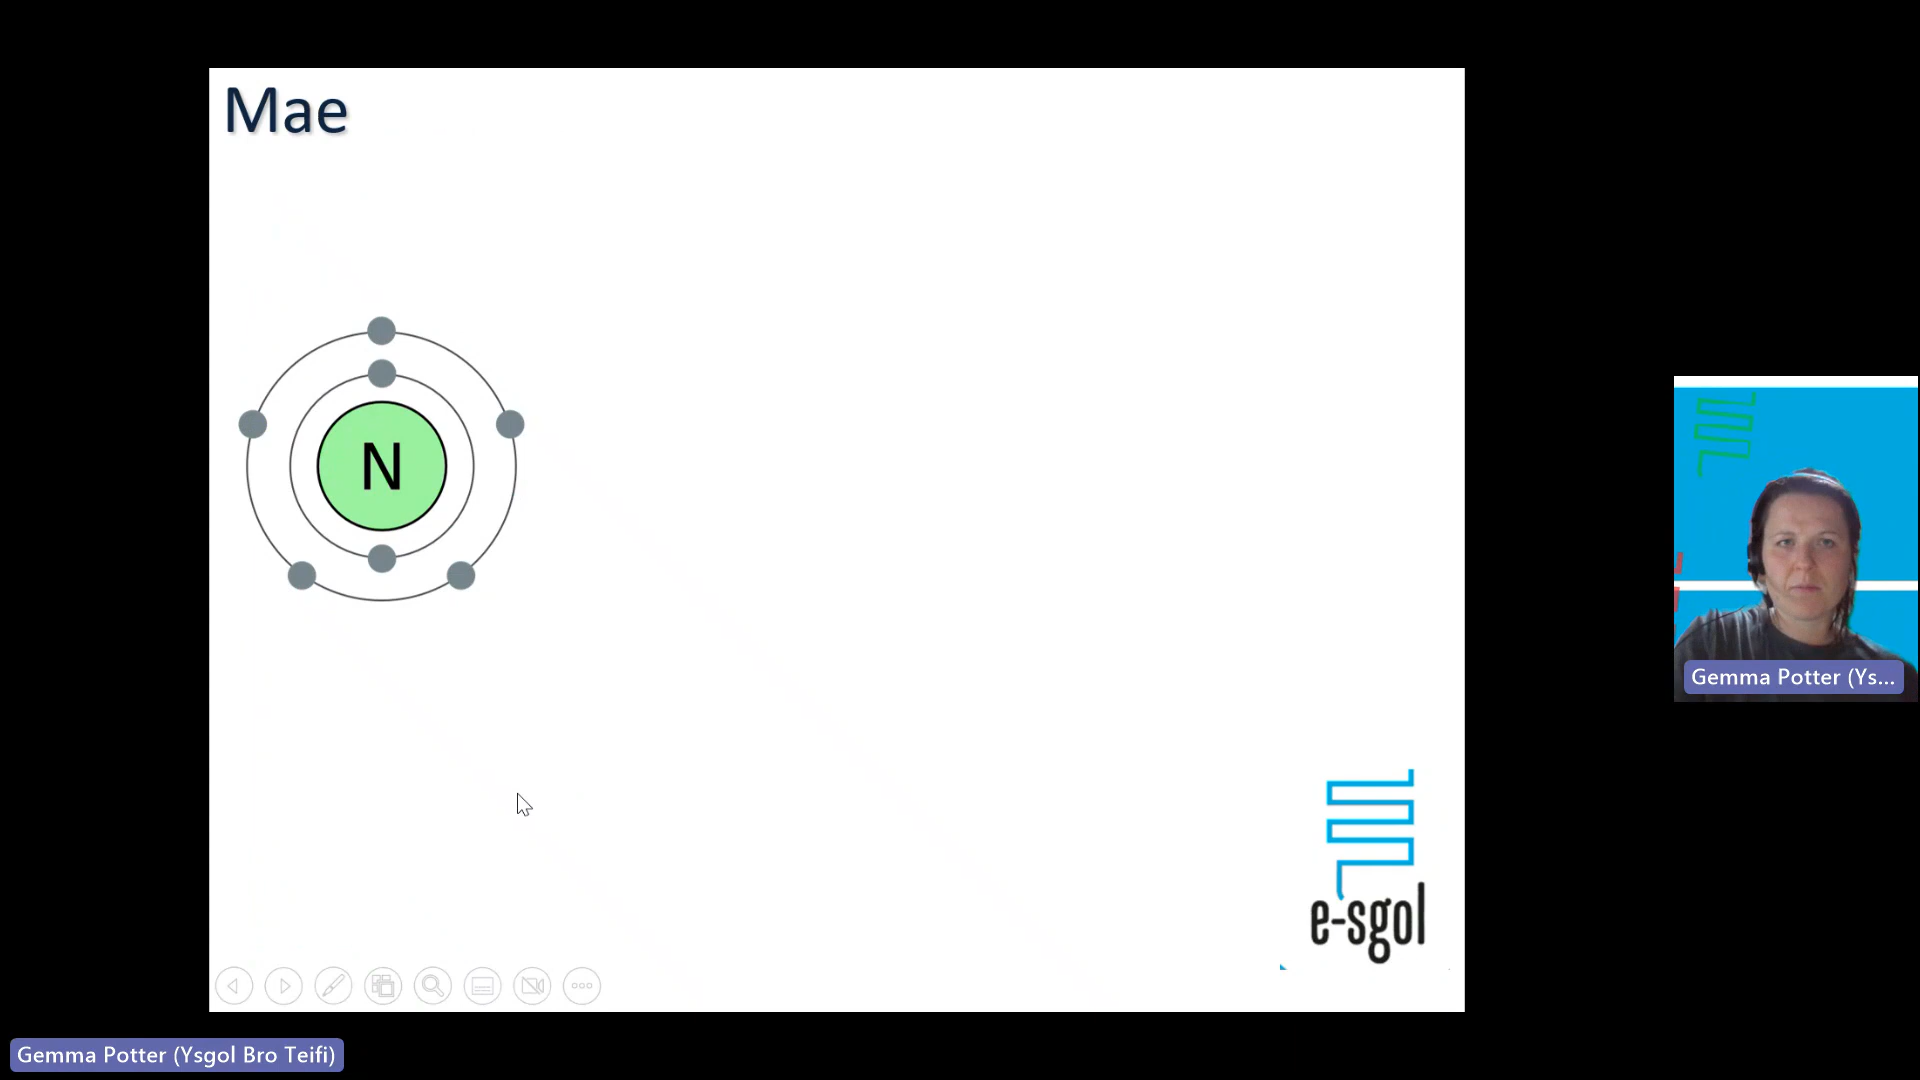 Mae
N
e-sgol
Gemma Potter (Ys...
Gemma Potter (Ysgol Bro Teifi)